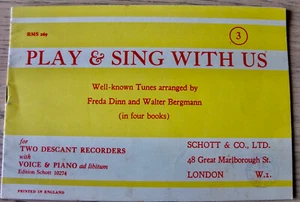 RMS 269
3
PLAY & SING WITH US
Well-known Tunes arranged by
Freda Dinn and Walter Bergmann
(in four books)
for
TWO DESCANT RECORDERS
with
VOICE & PIANO ad libitum
Edition Schott 10274
SCHOTT & CO., LTD.
48 Great Marlborough St.
LONDON W.1.
PRINTED IN ENGLAND